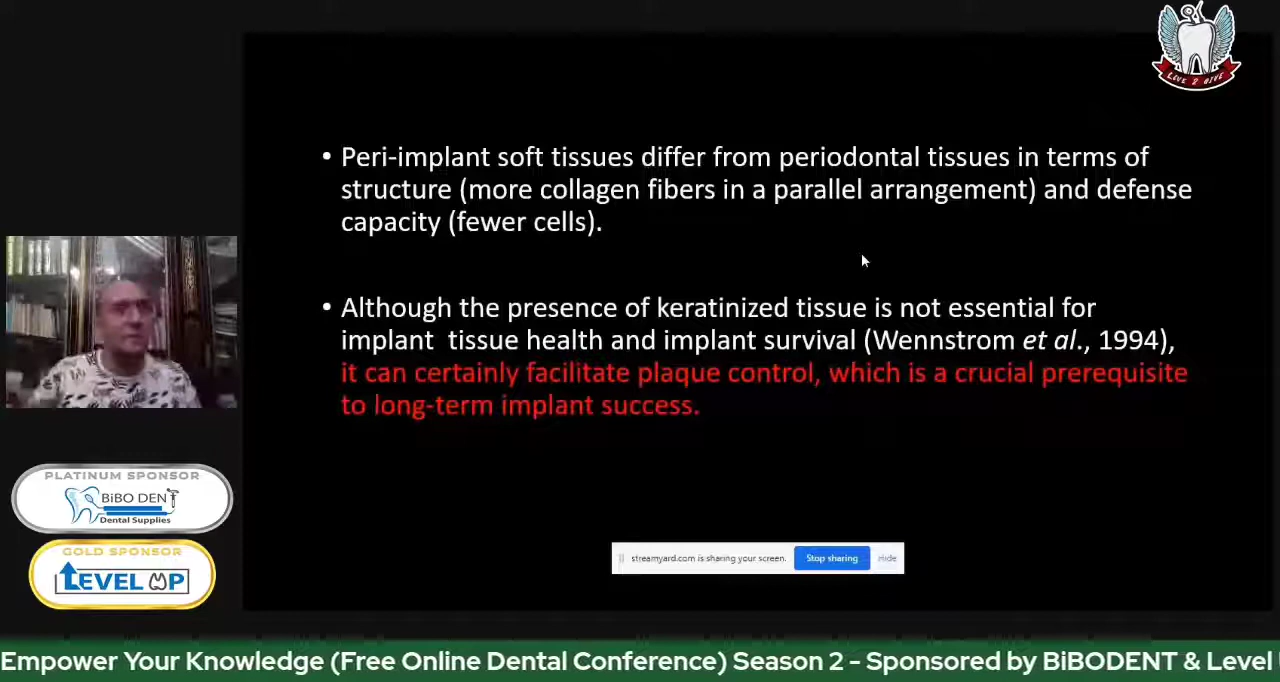 LIVE 2 GIVE
• Peri-implant soft tissues differ from periodontal tissues in terms of
structure (more collagen fibers in a parallel arrangement) and defense
capacity (fewer cells).
• Although the presence of keratinized tissue is not essential for
implant tissue health and implant survival (Wennstrom et al., 1994),
it can certainly facilitate plaque control, which is a crucial prerequisite
to long-term implant success.
PLATINUM SPONSOR
BiBO DENT
Dental Supplies
GOLD SPONSOR
LEVEL UP
streamyard.com is sharing your screen.
Stop sharing
Hide
Empower Your Knowledge (Free Online Dental Conference) Season 2 - Sponsored by BiBODENT & Level